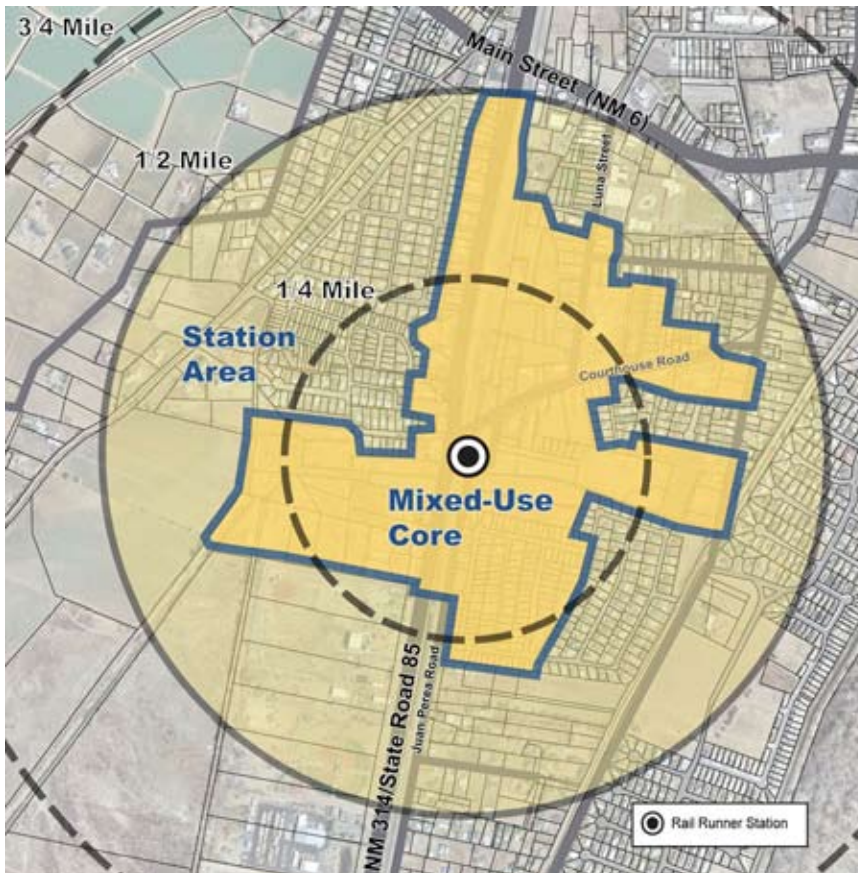 3 4 Mile
Main Street (NM 6)
1 2 Mile
Luna Street
1 4 Mile
Station
Area
Courthouse Road
Mixed-Use
Core
NM 314/State Road 85
Juan Perea Road
Rail Runner Station